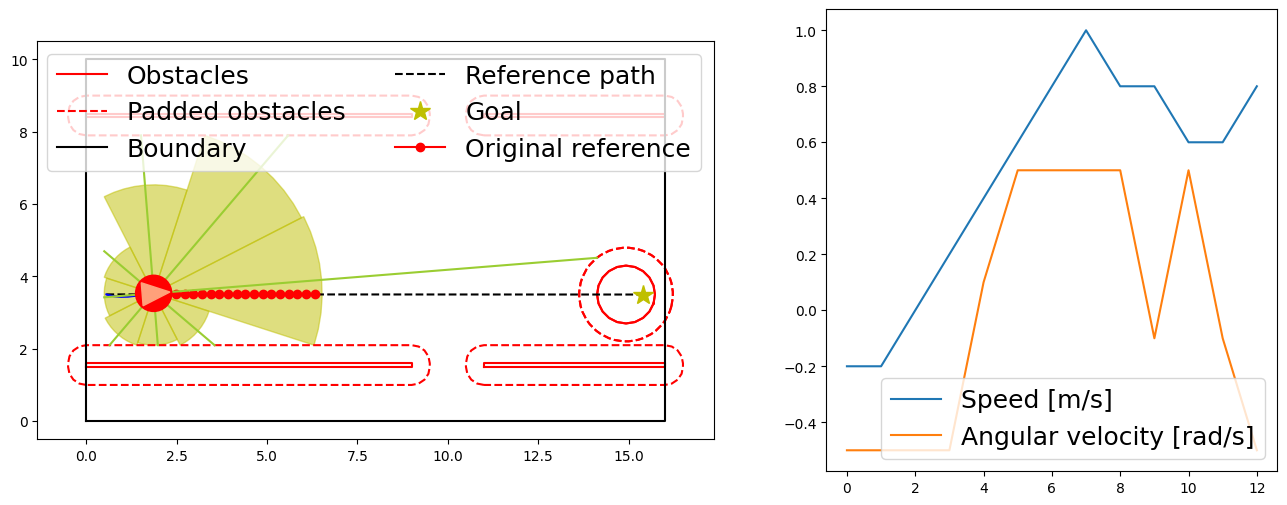 Obstacles
Padded obstacles
Boundary
Reference path
Goal
Original reference
10
8
6
4
2
0
0.0 2.5 5.0 7.5 10.0 12.5 15.0
1.0
0.8
0.6
0.4
0.2
0.0
−0.2
−0.4
Speed [m/s]
Angular velocity [rad/s]
0 2 4 6 8 10 12